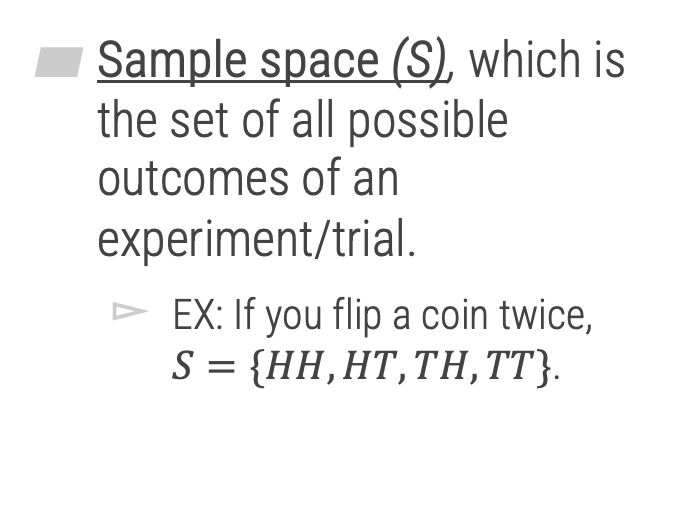 Sample space (S), which is
the set of all possible
outcomes of an
experiment/trial.
EX: If you flip a coin twice,
S = {HH, HT, TH, TT}.